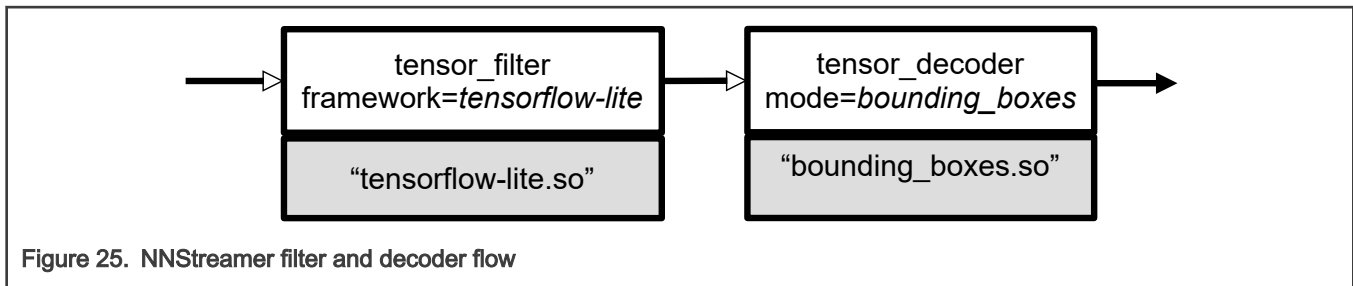 tensor_filter
framework=tensorflow-lite
“tensorflow-lite.so”
tensor_decoder
mode=bounding_boxes
“bounding_boxes.so”
Figure 25. NNStreamer filter and decoder flow